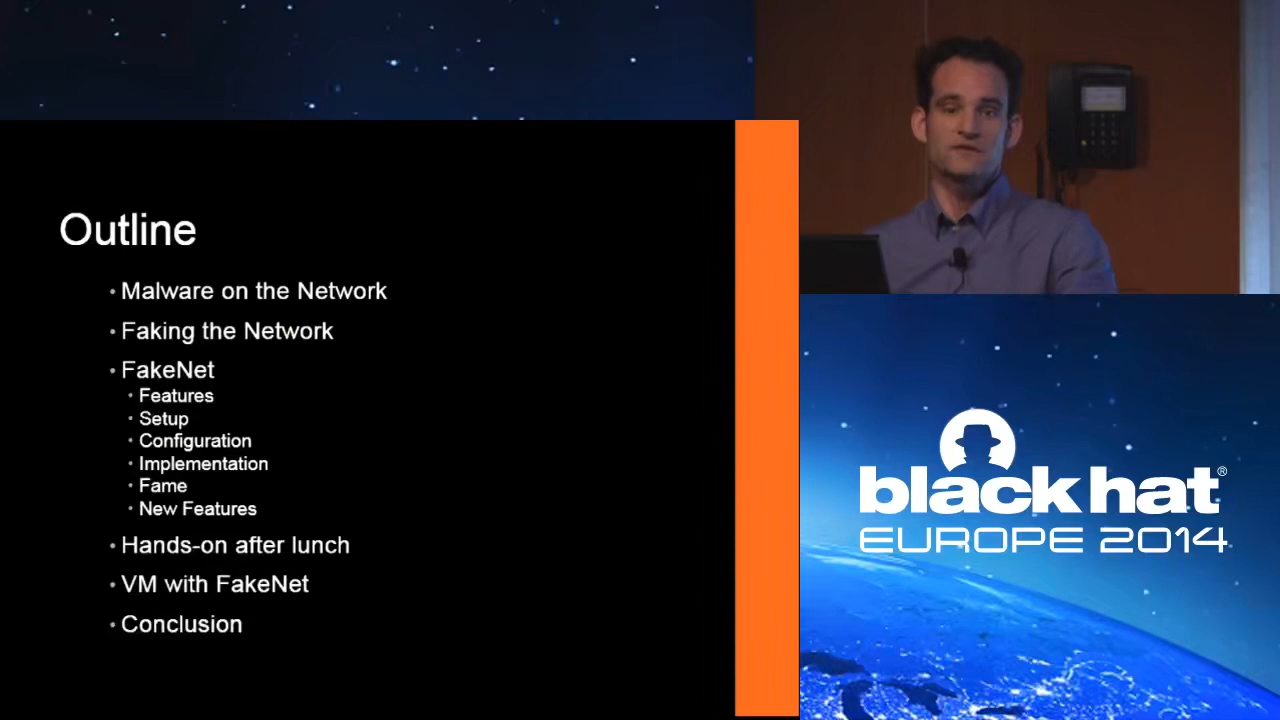 Outline
• Malware on the Network
• Faking the Network
• FakeNet
• Features
• Setup
• Configuration
• Implementation
• Fame
• New Features
• Hands-on after lunch
• VM with FakeNet
• Conclusion
black hat®
EUROPE 2014